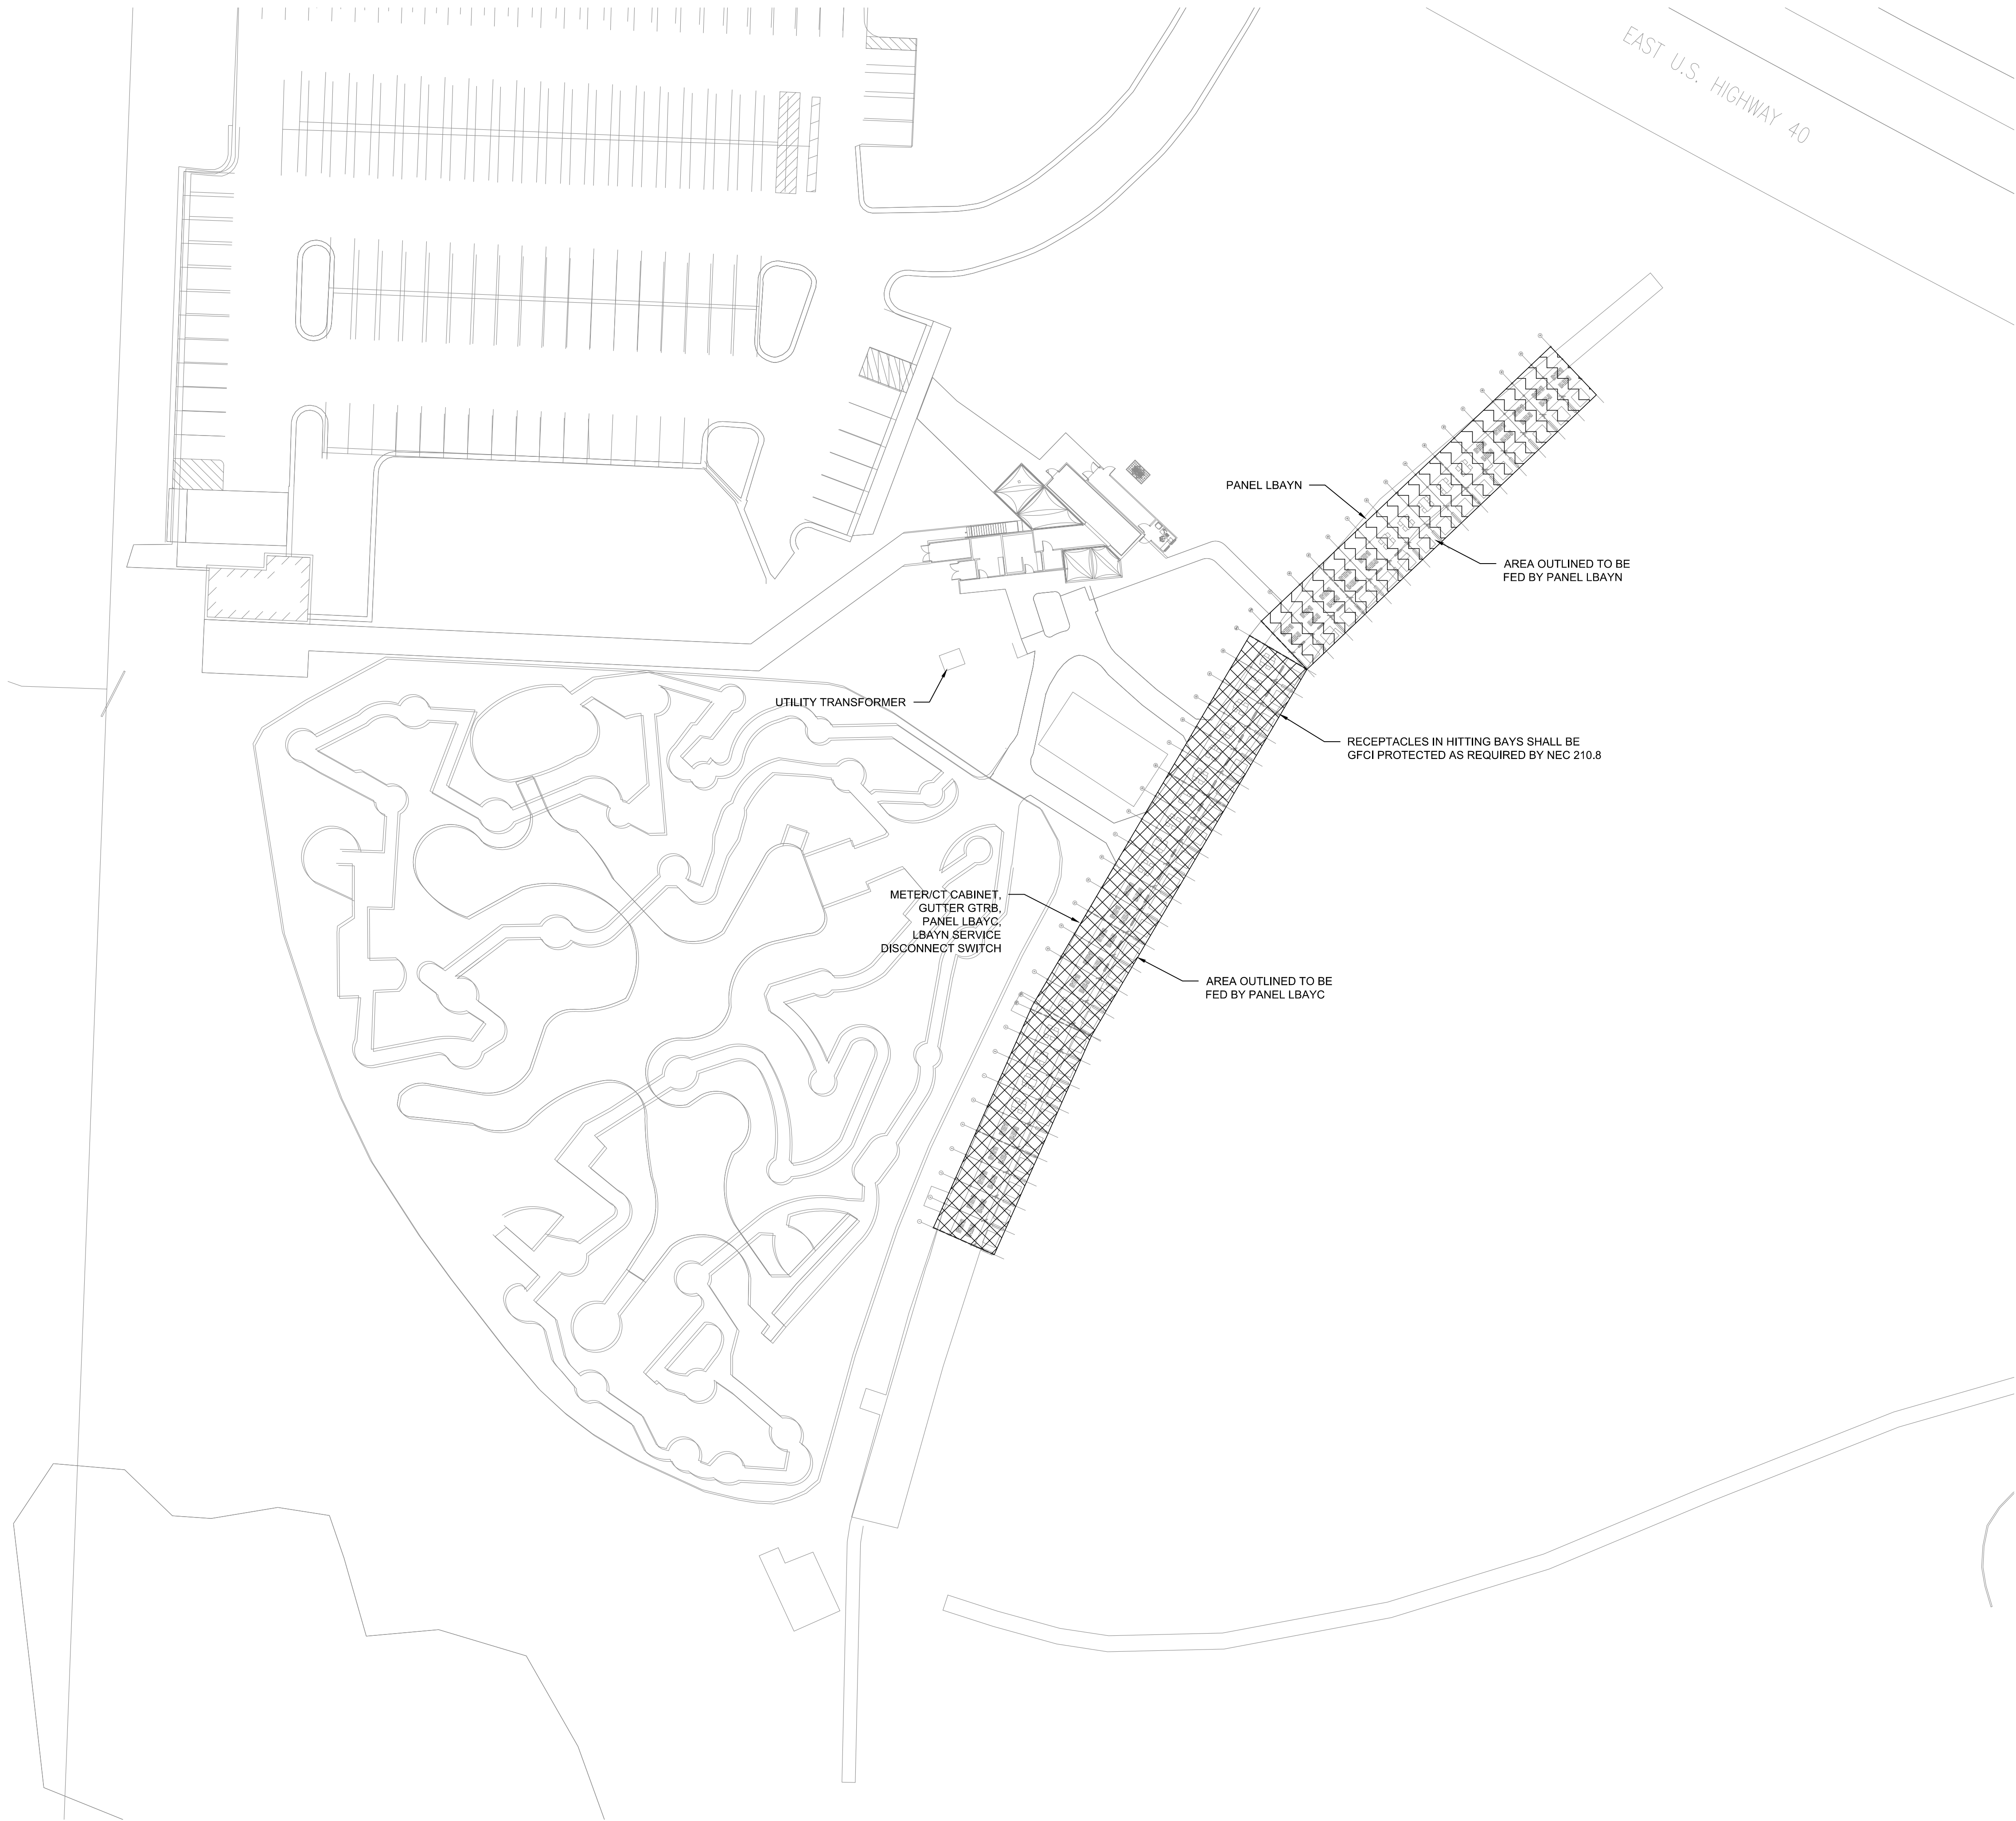 EAST U.S. HIGHWAY 40
PANEL LBAYN
AREA OUTLINED TO BE
FED BY PANEL LBAYN
UTILITY TRANSFORMER
RECEPTACLES IN HITTING BAYS SHALL BE
GFCI PROTECTED AS REQUIRED BY NEC 210.8
METER/CT CABINET,
GUTTER GTRB,
PANEL LBAYC,
LBAYN SERVICE
DISCONNECT SWITCH
AREA OUTLINED TO BE
FED BY PANEL LBAYC